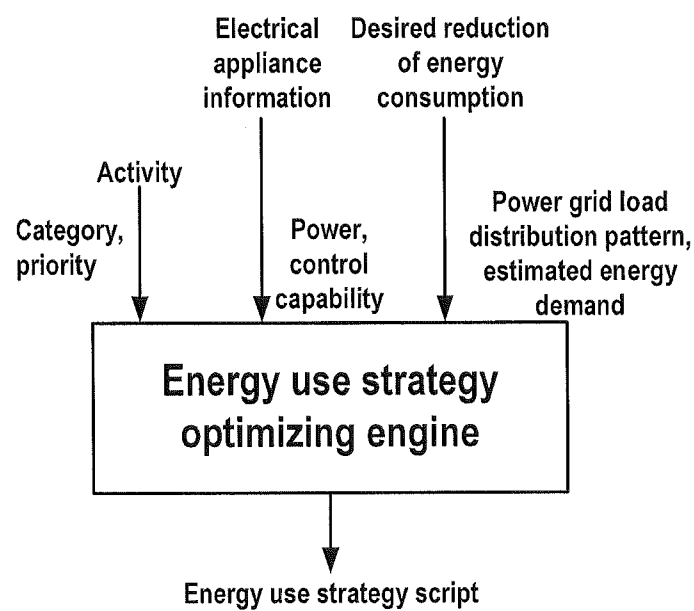 Electrical
appliance
information
Desired reduction
of energy
consumption
Activity
Category,
priority
Power,
control
capability
Power grid load
distribution pattern,
estimated energy
demand
Energy use strategy
optimizing engine
Energy use strategy script